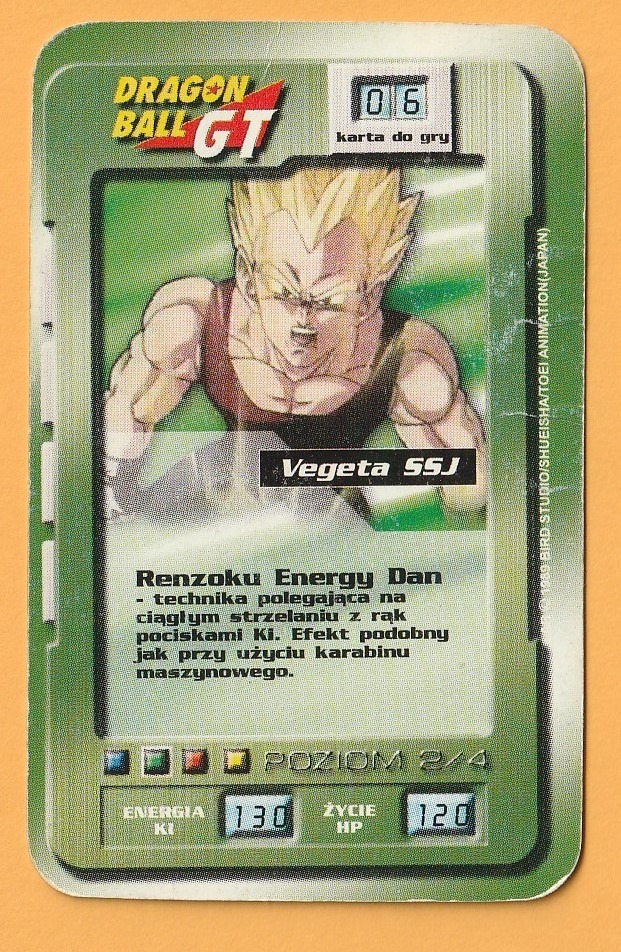 DRAGON
BALL GT
06
karta do gry
Vegeta SSJ
Renzoku Energy Dan
- technika polegająca na
ciągłym strzelaniu z rąk
pociskami Ki. Efekt podobny
jak przy użyciu karabinu
maszynowego.
POZIOM 2/4
ENERGIA
KI
130
ŻYCIE
HP
120
© 1989 BIRD STUDIO/SHUEISHA/TOEI ANIMATION(JAPAN)